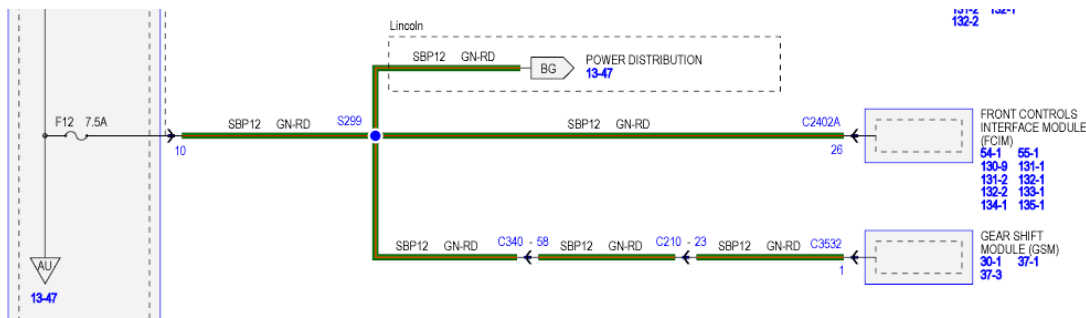 131-2 132-1
132-2
Lincoln
SBP12 GN-RD
BG
POWER DISTRIBUTION
13-47
F12 7.5A
10
SBP12 GN-RD
S299
SBP12 GN-RD
C2402A
26
FRONT CONTROLS
INTERFACE MODULE
(FCIM)
54-1 55-1
130-9 131-1
131-2 132-1
132-2 133-1
134-1 135-1
SBP12 GN-RD
C340 - 58
SBP12 GN-RD
C210 - 23
SBP12 GN-RD
C3532
1
GEAR SHIFT
MODULE (GSM)
30-1 37-1
37-3
AU
13-47